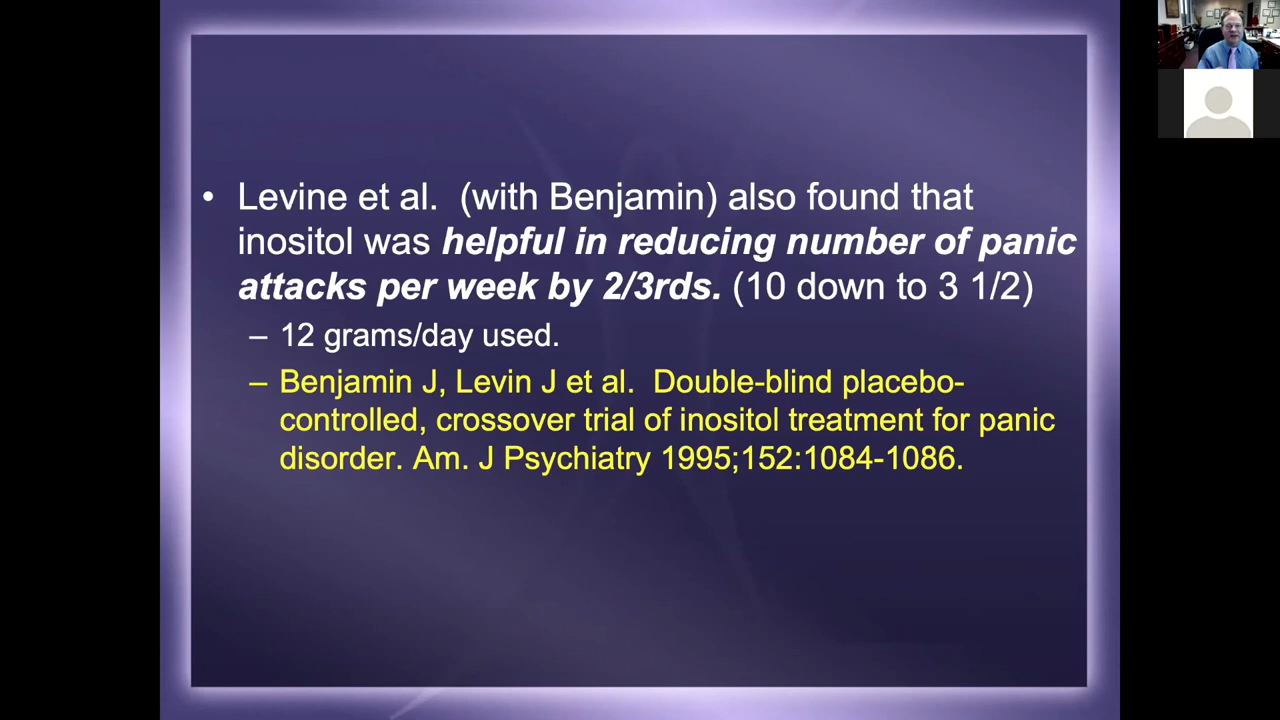 • Levine et al.  (with Benjamin) also found that
inositol was helpful in reducing number of panic
attacks per week by 2/3rds. (10 down to 3 1/2)
– 12 grams/day used.
– Benjamin J, Levin J et al.  Double-blind placebo-
controlled, crossover trial of inositol treatment for panic
disorder. Am. J Psychiatry 1995;152:1084-1086.